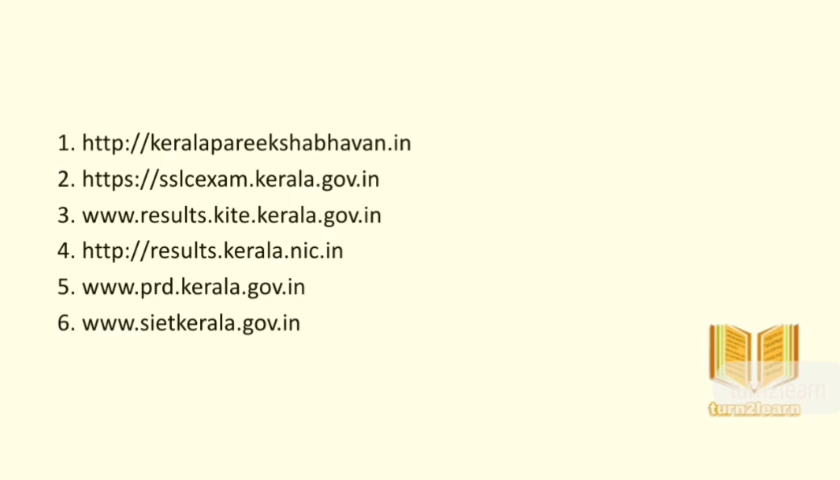 1. http://keralapareekshabhavan.in
2. https://sslcexam.kerala.gov.in
3. www.results.kite.kerala.gov.in
4. http://results.kerala.nic.in
5. www.prd.kerala.gov.in
6. www.sietkerala.gov.in
turn2learn
turn2learn